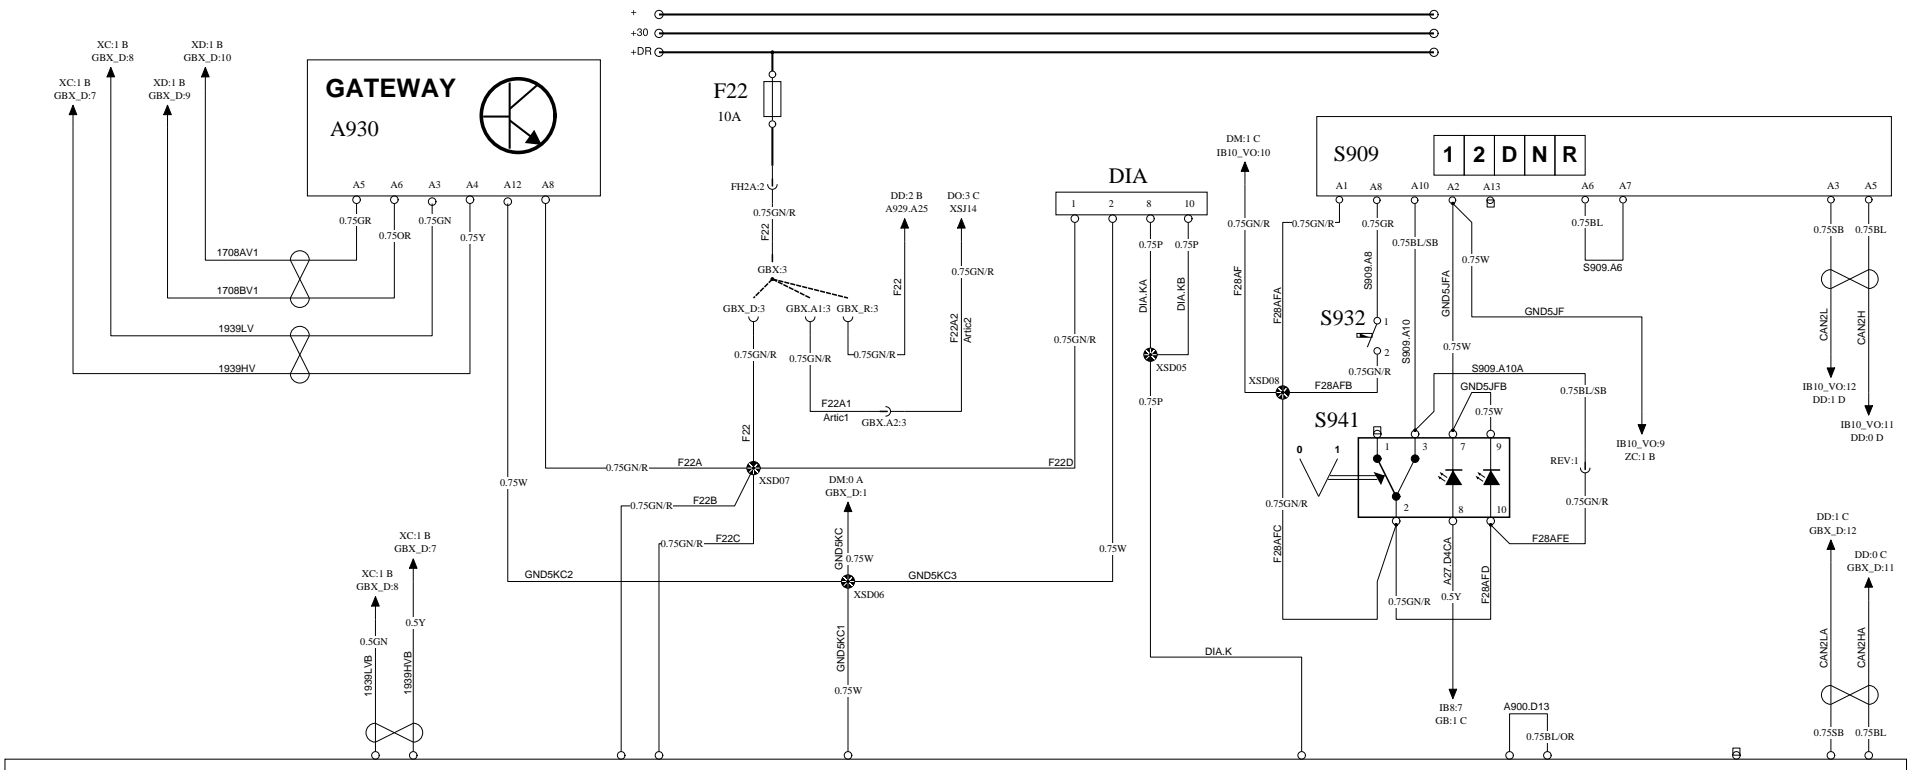 +
+30
+DR
XC:1 B
GBX_D:8
XD:1 B
GBX_D:10
XC:1 B
GBX_D:7
XD:1 B
GBX_D:9
GATEWAY
A930
A5 A6 A3 A4 A12 A8
0.75GR
0.75OR
0.75GN
0.75Y
1708AV1
1708BV1
1939LV
1939HV
F22
10A
FH2A:2
0.75GN/R
F22
GBX:3
GBX_D:3 GBX.A1:3 GBX_R:3
0.75GN/R
0.75GN/R
0.75GN/R
DD:2 B
A929.A25
F22
DO:3 C
XSJ14
0.75GN/R
F22A2
Artic2
F22A1
Artic1
GBX.A2:3
F22
DIA
1 2 8 10
0.75P
0.75P
DIA.KA
DIA.KB
0.75GN/R
XSD05
0.75P
DM:1 C
IB10_VO:10
0.75GN/R
F28AF
S909
1 2 D N R
A1 A8 A10 A2 A13 A6 A7 A3 A5
0.75GN/R
F28AFA
0.75GR
S909.A8
0.75BL/SB
S909.A10
GND5JFA
0.75W
0.75W
0.75BL
S909.A6
0.75SB
0.75BL
CAN2L
CAN2H
GND5JF
S932
1
2
0.75GN/R
XSD08
F28AFB
S909.A10A
0.75BL/SB
GND5JFB
0.75W
IB10_VO:12
DD:1 D
IB10_VO:11
DD:0 D
IB10_VO:9
ZC:1 B
S941
0 1
1 3 7 9
2 8 10
REV:1
0.75GN/R
F28AFE
0.75GN/R
F28AFC
0.75GN/R
A27.D4CA
0.5Y
F28AFD
IB8:7
GB:1 C
0.75GN/R
F22A
F22D
XSD07
0.75W
0.75GN/R
F22B
0.75GN/R
F22C
DM:0 A
GBX_D:1
GND5KC
0.75W
0.75W
GND5KC2
GND5KC3
XSD06
GND5KC1
0.75W
DIA.K
XC:1 B
GBX_D:7
XC:1 B
GBX_D:8
0.5Y
0.5GN
1939LVB
1939HVB
A900.D13
0.75BL/OR
DD:1 C
GBX_D:12
DD:0 C
GBX_D:11
CAN2LA
CAN2HA
0.75SB
0.75BL